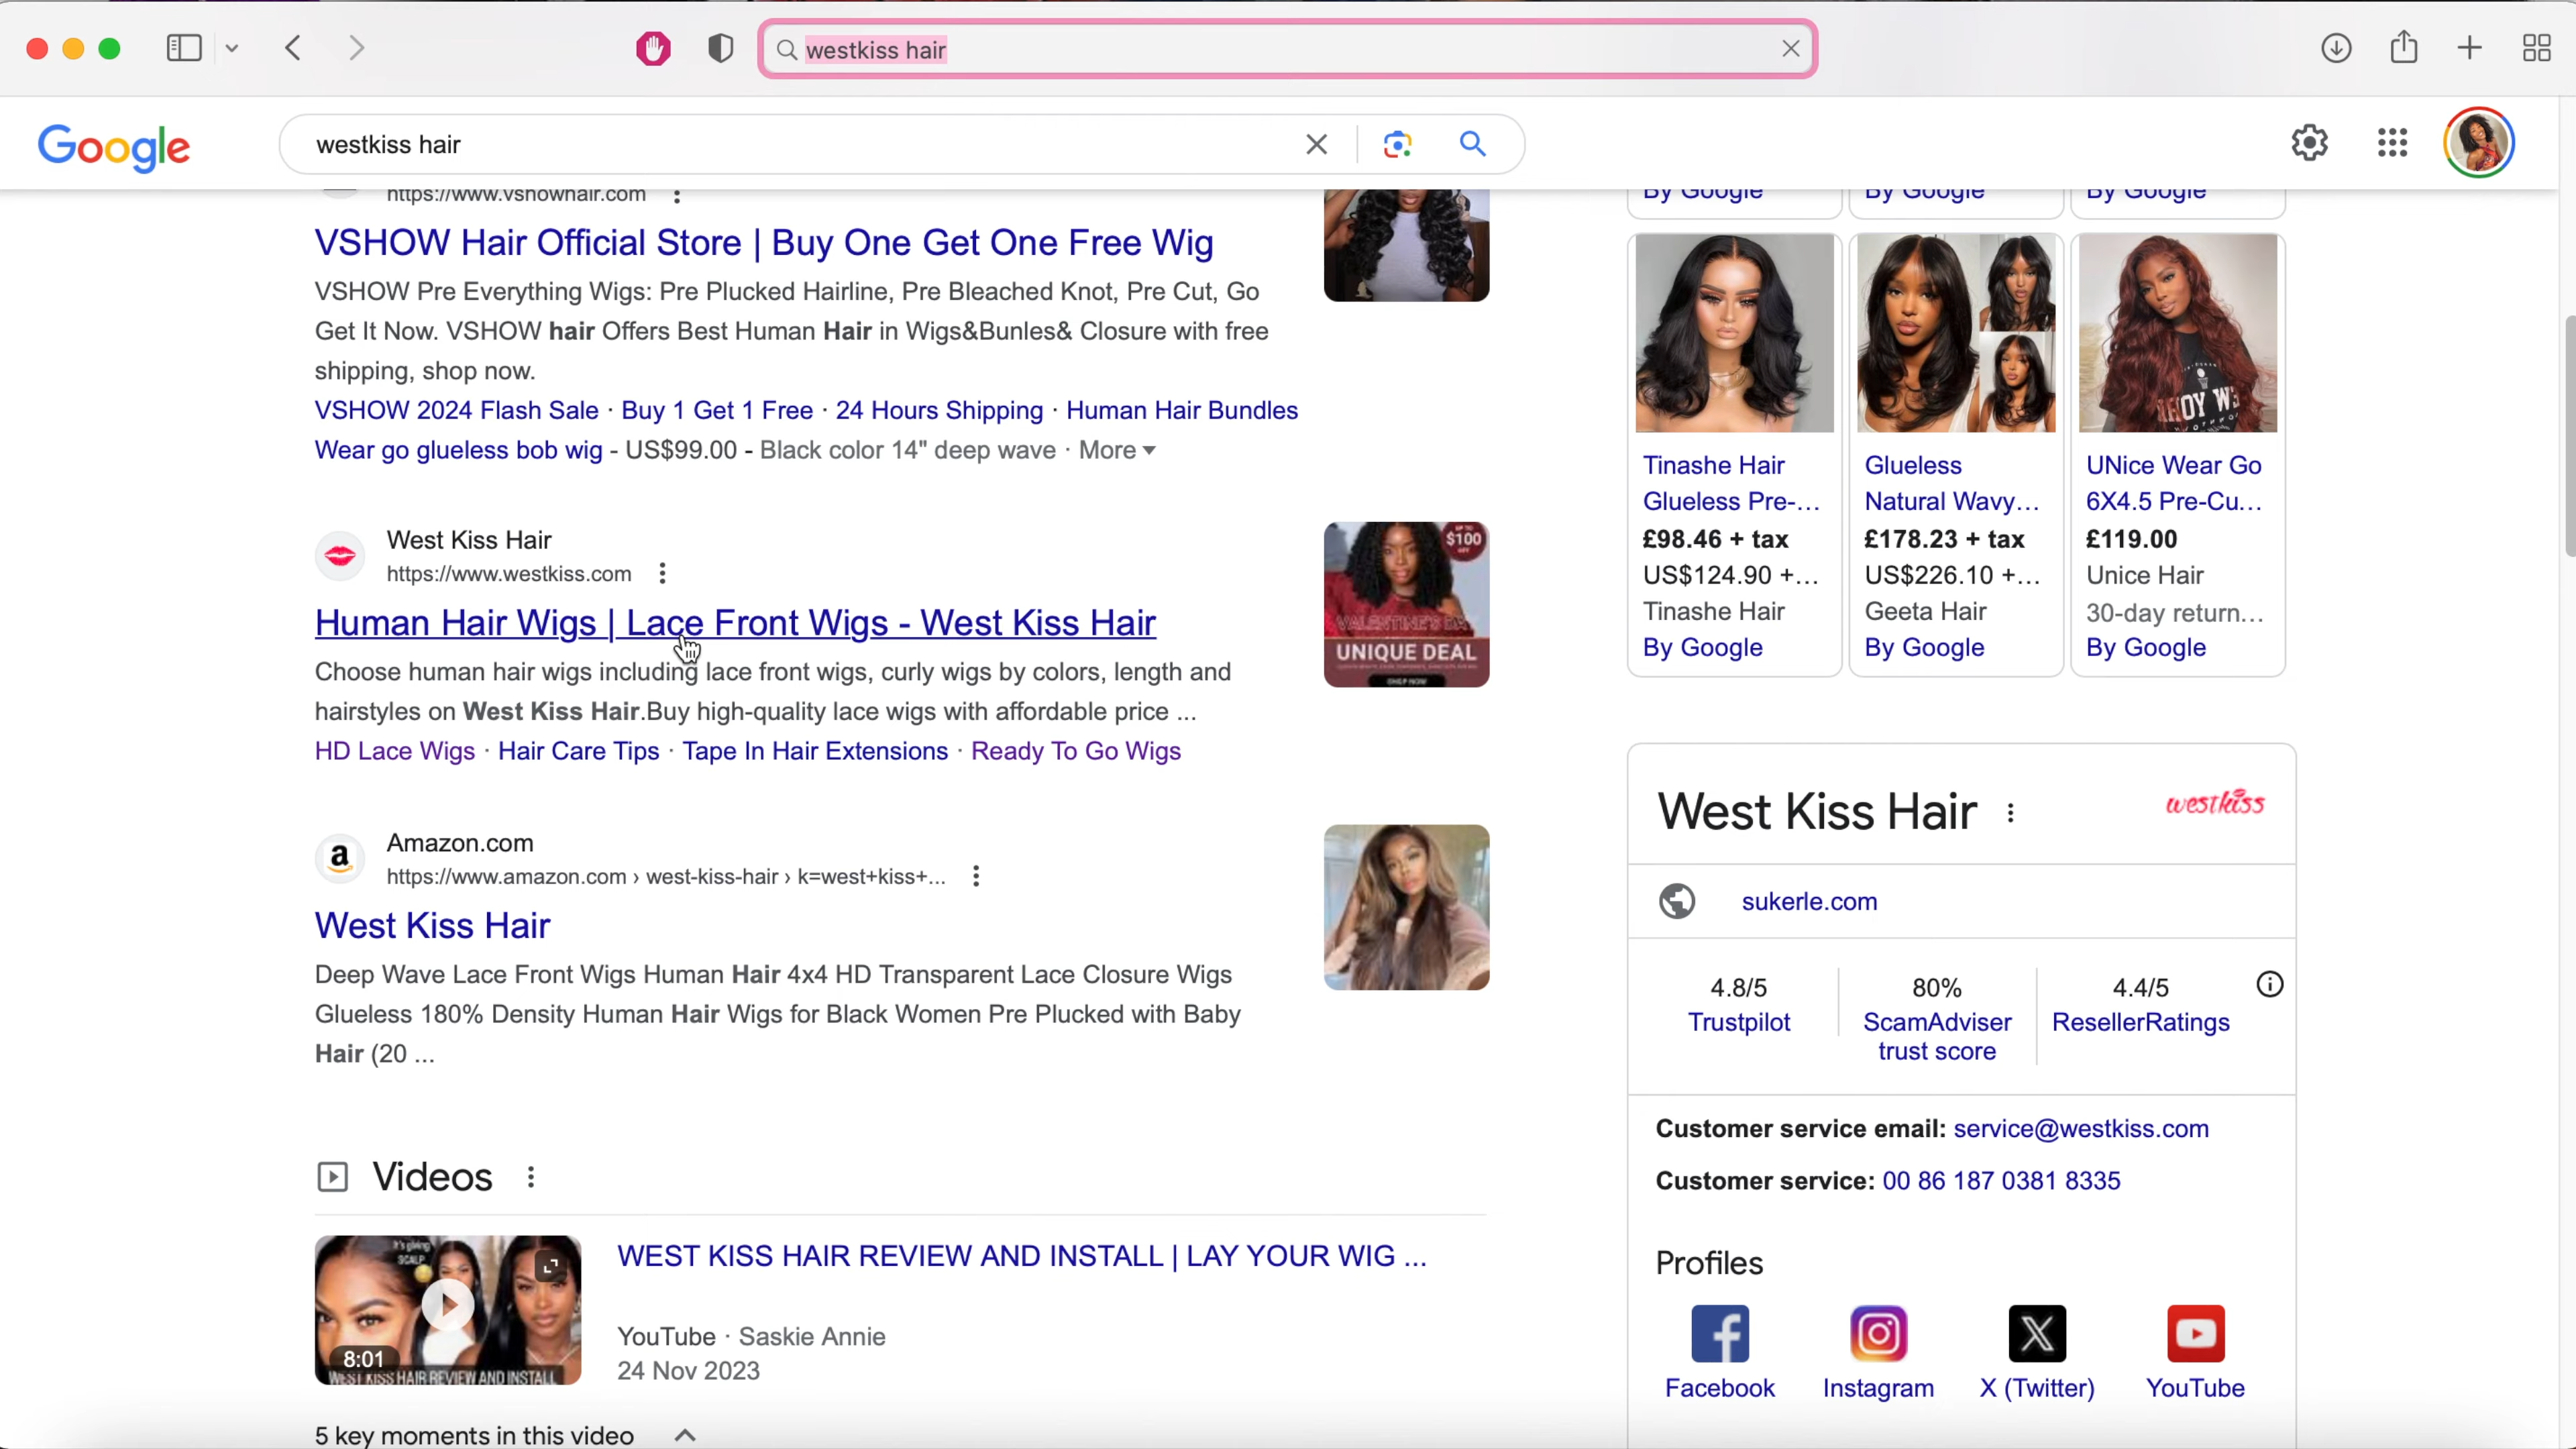 westkiss hair
Google
westkiss hair
https://www.vshowhair.com
VSHOW Hair Official Store | Buy One Get One Free Wig
VSHOW Pre Everything Wigs: Pre Plucked Hairline, Pre Bleached Knot, Pre Cut, Go
Get It Now. VSHOW hair Offers Best Human Hair in Wigs&Bunles& Closure with free
shipping, shop now.
VSHOW 2024 Flash Sale · Buy 1 Get 1 Free · 24 Hours Shipping · Human Hair Bundles
Wear go glueless bob wig - US$99.00 - Black color 14" deep wave · More
West Kiss Hair
https://www.westkiss.com
Human Hair Wigs | Lace Front Wigs - West Kiss Hair
Choose human hair wigs including lace front wigs, curly wigs by colors, length and
hairstyles on West Kiss Hair.Buy high-quality lace wigs with affordable price ...
HD Lace Wigs · Hair Care Tips · Tape In Hair Extensions · Ready To Go Wigs
UP TO
$100
OFF
VALENTINE'S DAY
UNIQUE DEAL
SHOP NOW
a
Amazon.com
https://www.amazon.com › west-kiss-hair › k=west+kiss+...
West Kiss Hair
Deep Wave Lace Front Wigs Human Hair 4x4 HD Transparent Lace Closure Wigs
Glueless 180% Density Human Hair Wigs for Black Women Pre Plucked with Baby
Hair (20 ...
Videos
It's giving
SCALP
8:01
WEST KISS HAIR REVIEW AND INSTALL
WEST KISS HAIR REVIEW AND INSTALL | LAY YOUR WIG ...
YouTube · Saskie Annie
24 Nov 2023
5 key moments in this video
By Google
By Google
By Google
Tinashe Hair
Glueless Pre-...
£98.46 + tax
US$124.90 +...
Tinashe Hair
By Google
Glueless
Natural Wavy...
£178.23 + tax
US$226.10 +...
Geeta Hair
By Google
UNice Wear Go
6X4.5 Pre-Cu...
£119.00
Unice Hair
30-day return...
By Google
West Kiss Hair
westkiss
sukerle.com
4.8/5
Trustpilot
80%
ScamAdviser
trust score
4.4/5
ResellerRatings
Customer service email: service@westkiss.com
Customer service: 00 86 187 0381 8335
Profiles
Facebook
Instagram
X (Twitter)
YouTube